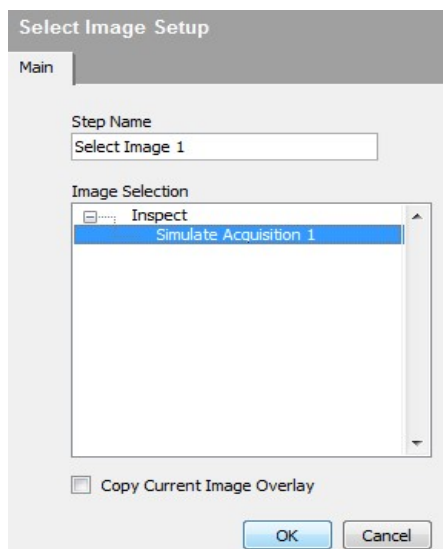 Select Image Setup
Main
Step Name
Select Image 1
Image Selection
Inspect
Simulate Acquisition 1
Copy Current Image Overlay
OK Cancel